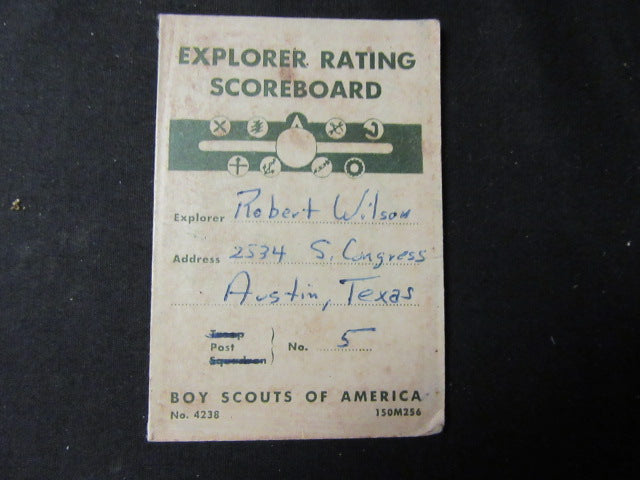 EXPLORER RATING
SCOREBOARD
Explorer Robert Wilson
Address 2534 S. Congress
Austin, Texas
Troop
Post No. 5
Squadron
BOY SCOUTS OF AMERICA
No. 4238 150M256